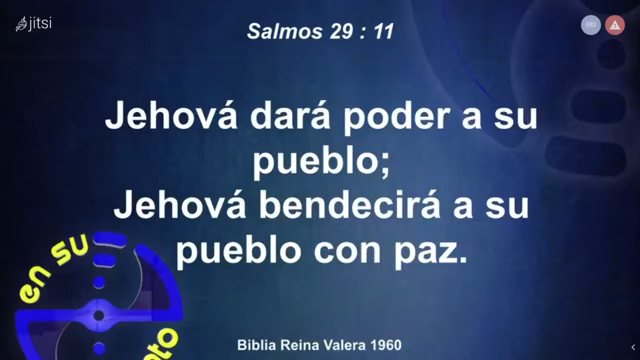 jitsi
Salmos 29 : 11
Jehová dará poder a su
pueblo;
Jehová bendecirá a su
pueblo con paz.
en su
Biblia Reina Valera 1960